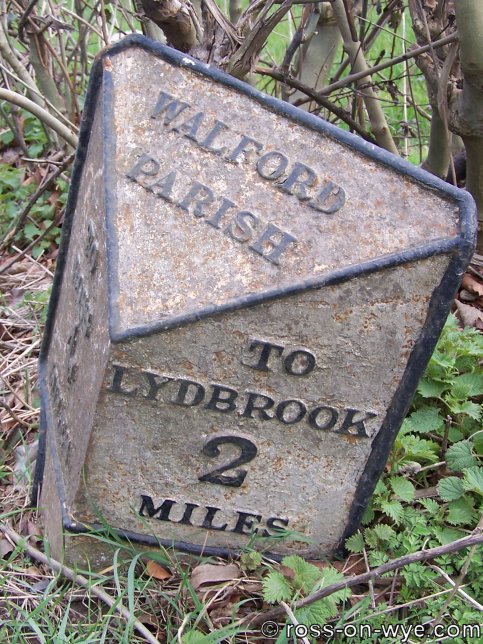 WALFORD
PARISH
TO
LYDBROOK
2
MILES
©ross-on-wye.com